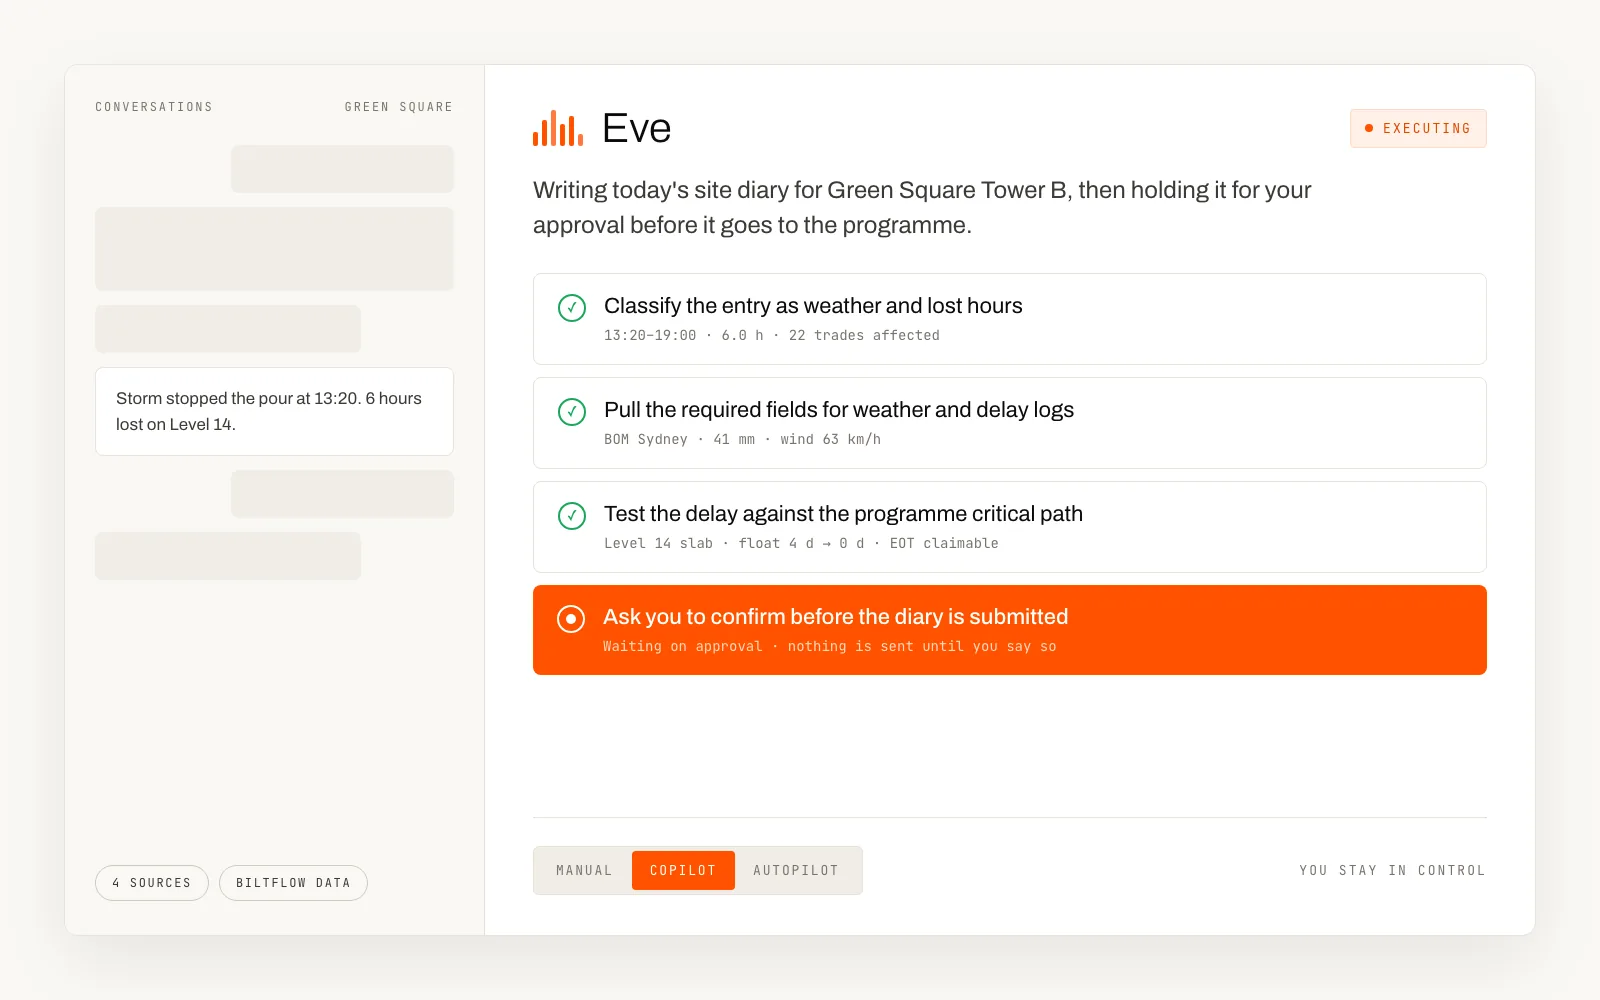 CONVERSATIONS
GREEN SQUARE
Storm stopped the pour at 13:20. 6 hours
lost on Level 14.
4 SOURCES
BILTFLOW DATA
Eve
EXECUTING
Writing today's site diary for Green Square Tower B, then holding it for your
approval before it goes to the programme.
Classify the entry as weather and lost hours
13:20–19:00 · 6.0 h · 22 trades affected
Pull the required fields for weather and delay logs
BOM Sydney · 41 mm · wind 63 km/h
Test the delay against the programme critical path
Level 14 slab · float 4 d → 0 d · EOT claimable
Ask you to confirm before the diary is submitted
Waiting on approval · nothing is sent until you say so
MANUAL
COPILOT
AUTOPILOT
YOU STAY IN CONTROL